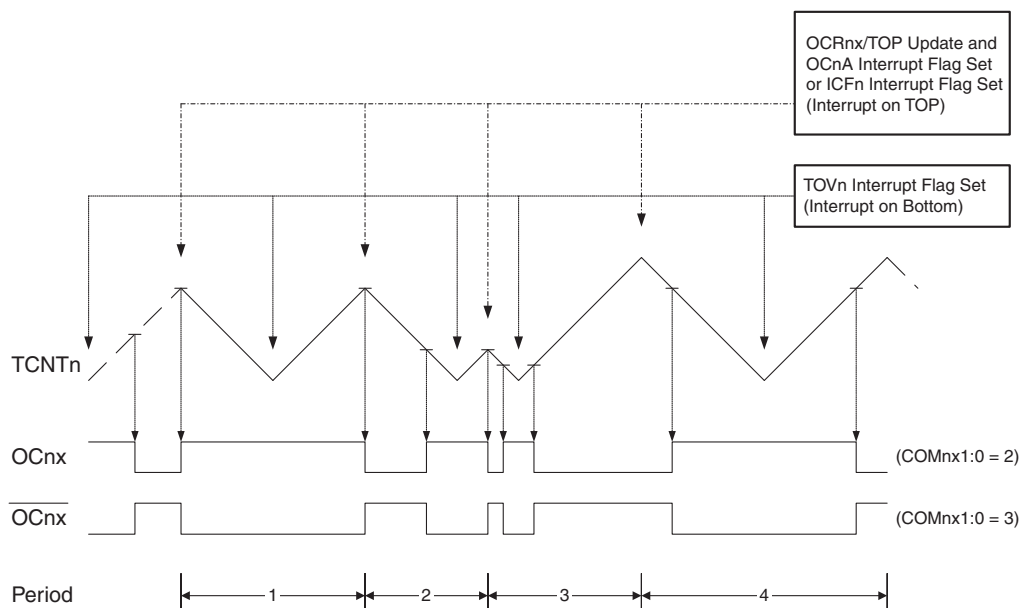 OCRnx/TOP Update and
OCnA Interrupt Flag Set
or ICFn Interrupt Flag Set
(Interrupt on TOP)
TOVn Interrupt Flag Set
(Interrupt on Bottom)
TCNTn
OCnx
(COMnx1:0 = 2)
OCnx
(COMnx1:0 = 3)
Period
1
2
3
4